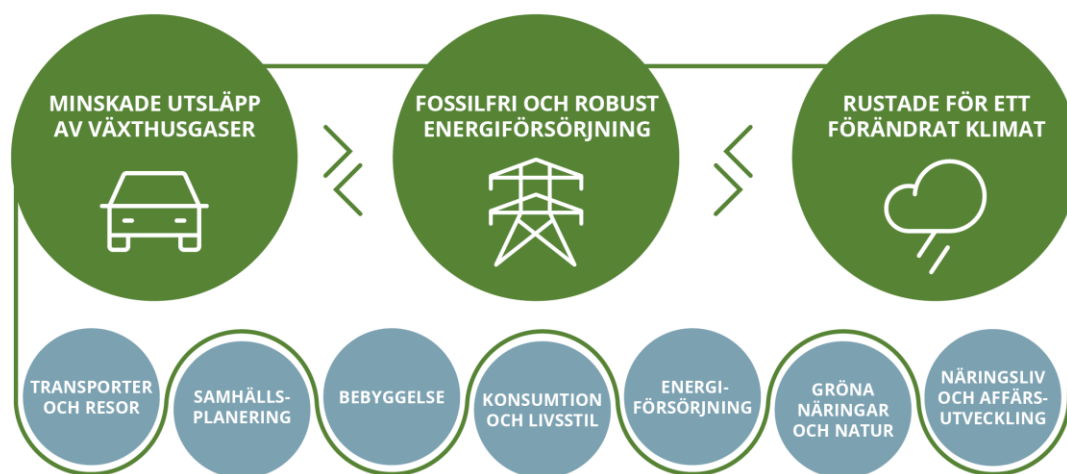 MINSKADE UTSLÄPP
AV VÄXTHUSGASER
FOSSILFRI OCH ROBUST
ENERGIFÖRSÖRJNING
RUSTADE FÖR ETT
FÖRÄNDRAT KLIMAT
TRANSPORTER
OCH RESOR
SAMHÄLLS-
PLANERING
BEBYGGELSE
KONSUMTION
OCH LIVSSTIL
ENERGI-
FÖRSÖRJNING
GRÖNA
NÄRINGAR
OCH NATUR
NÄRINGSLIV
OCH AFFÄRS-
UTVECKLING